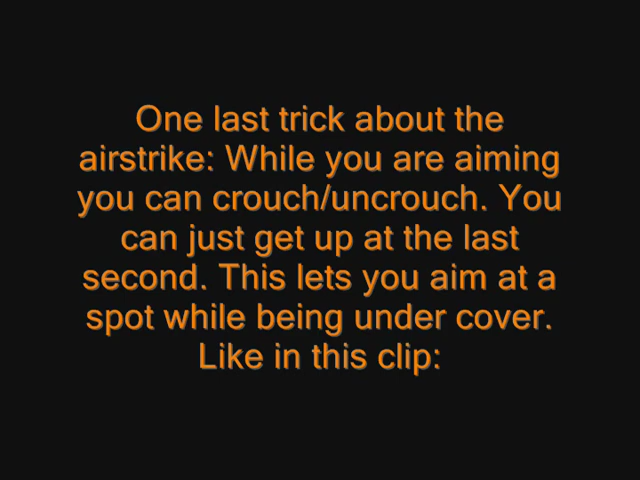 One last trick about the
airstrike: While you are aiming
you can crouch/uncrouch. You
can just get up at the last
second. This lets you aim at a
spot while being under cover.
Like in this clip: